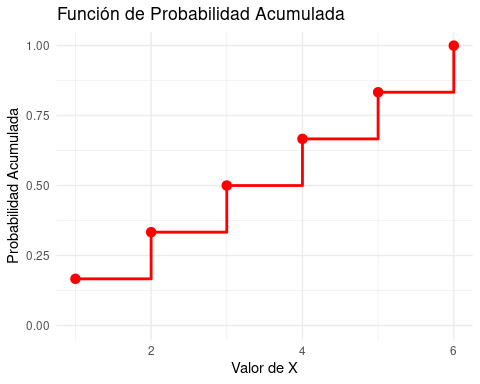 Función de Probabilidad Acumulada
Probabilidad Acumulada
1.00
0.75
0.50
0.25
0.00
2
4
6
Valor de X